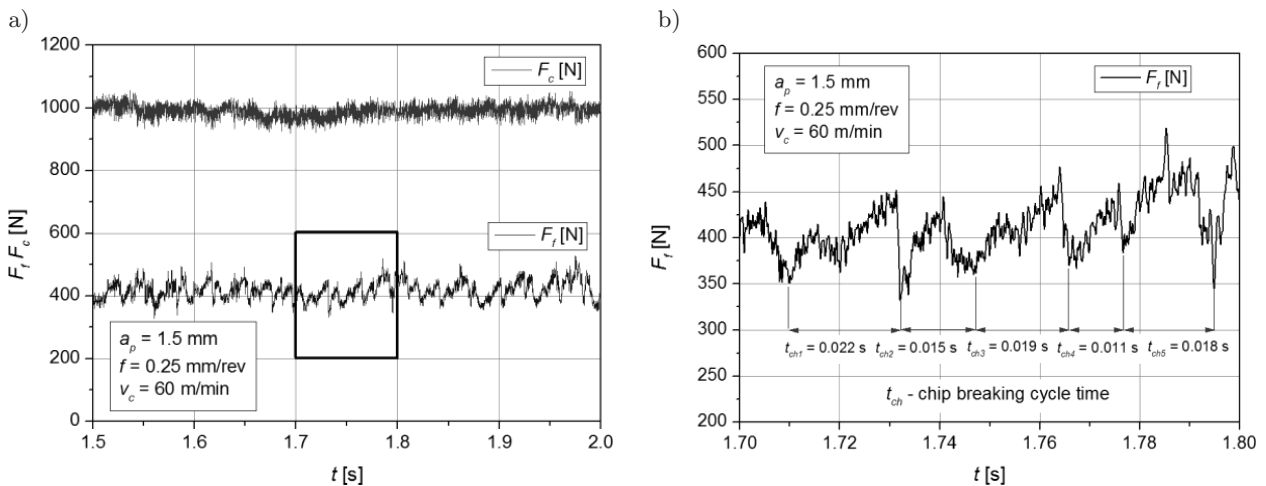 a)
1200
1000
800
600
400
200
0
F_f F_c [N]
F_c [N]
F_f [N]
a_p = 1.5 mm
f = 0.25 mm/rev
v_c = 60 m/min
1.5 1.6 1.7 1.8 1.9 2.0
t [s]
b)
600
550
500
450
400
350
300
250
200
F_f [N]
a_p = 1.5 mm
f = 0.25 mm/rev
v_c = 60 m/min
F_f [N]
t_ch1 = 0.022 s t_ch2 = 0.015 s t_ch3 = 0.019 s t_ch4 = 0.011 s t_ch5 = 0.018 s
t_ch - chip breaking cycle time
1.70 1.72 1.74 1.76 1.78 1.80
t [s]